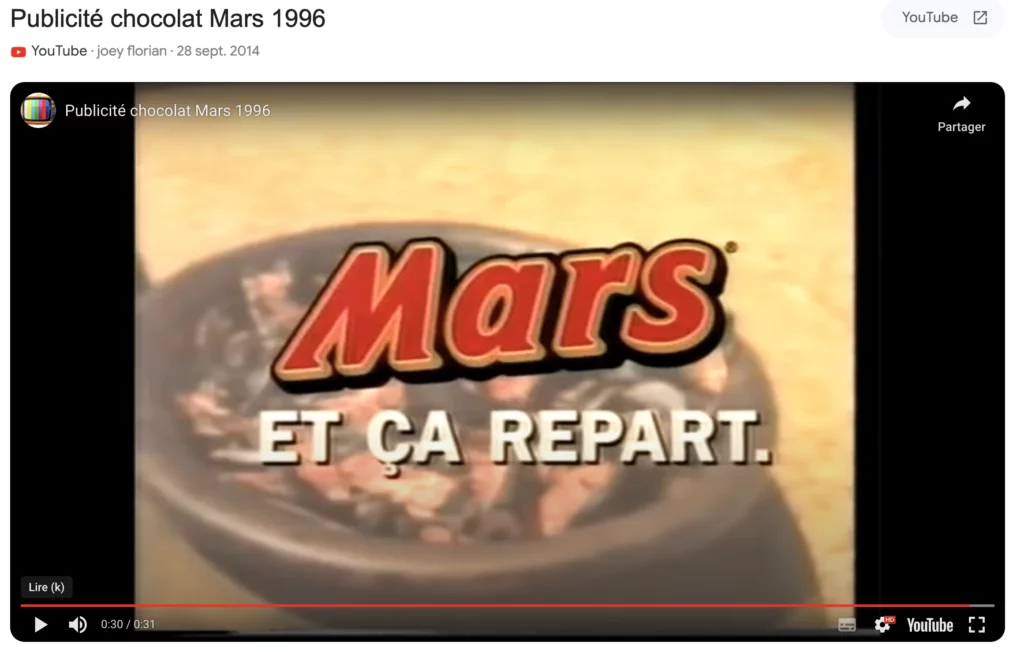 Publicité chocolat Mars 1996
YouTube
YouTube · joey florian · 28 sept. 2014
Publicité chocolat Mars 1996
Partager
Mars®
ET ÇA REPART.
Lire (k)
0:30 / 0:31
HD
YouTube